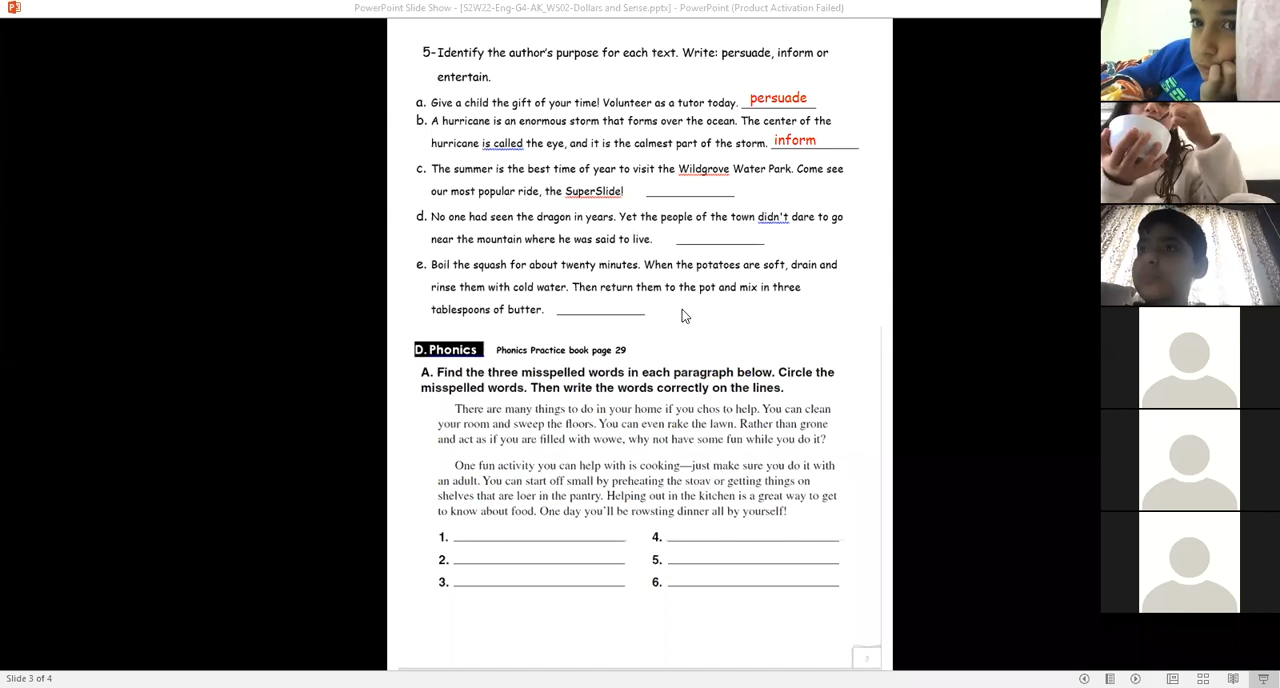 PowerPoint Slide Show - [S2W22-Eng-G4-AK_WS02-Dollars and Sense.pptx] - PowerPoint (Product Activation Failed)
5-Identify the author's purpose for each text. Write: persuade, inform or
entertain.
a. Give a child the gift of your time! Volunteer as a tutor today. persuade
b. A hurricane is an enormous storm that forms over the ocean. The center of the
hurricane is called the eye, and it is the calmest part of the storm. inform
c. The summer is the best time of year to visit the Wildgrove Water Park. Come see
our most popular ride, the SuperSlide!
d. No one had seen the dragon in years. Yet the people of the town didn't dare to go
near the mountain where he was said to live.
e. Boil the squash for about twenty minutes. When the potatoes are soft, drain and
rinse them with cold water. Then return them to the pot and mix in three
tablespoons of butter.
D. Phonics Phonics Practice book page 29
A. Find the three misspelled words in each paragraph below. Circle the
misspelled words. Then write the words correctly on the lines.
There are many things to do in your home if you chos to help. You can clean
your room and sweep the floors. You can even rake the lawn. Rather than grone
and act as if you are filled with wowe, why not have some fun while you do it?
One fun activity you can help with is cooking—just make sure you do it with
an adult. You can start off small by preheating the stoav or getting things on
shelves that are loer in the pantry. Helping out in the kitchen is a great way to get
to know about food. One day you'll be rowsting dinner all by yourself!
1. 4.
2. 5.
3. 6.
3
Slide 3 of 4